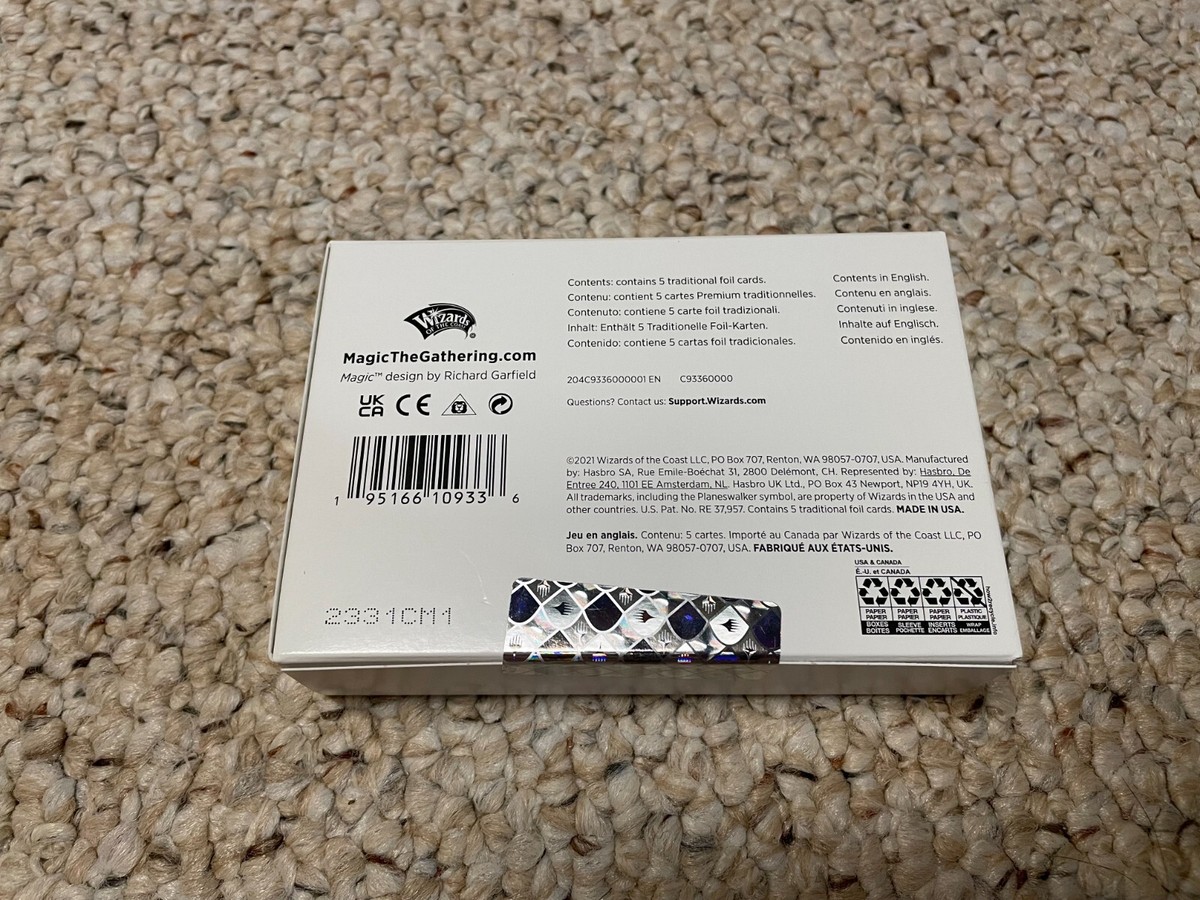 Wizards
OF THE COAST
MagicTheGathering.com
Magic™ design by Richard Garfield
UK
CA CE
1 95166 10933 6
2331CM1
Contents: contains 5 traditional foil cards.
Contenu: contient 5 cartes Premium traditionnelles.
Contenuto: contiene 5 carte foil tradizionali.
Inhalt: Enthält 5 Traditionelle Foil-Karten.
Contenido: contiene 5 cartas foil tradicionales.
Contents in English.
Contenu en anglais.
Contenuti in inglese.
Inhalte auf Englisch.
Contenido en inglés.
204C9336000001 EN C93360000
Questions? Contact us: Support.Wizards.com
©2021 Wizards of the Coast LLC, PO Box 707, Renton, WA 98057-0707, USA. Manufactured
by: Hasbro SA, Rue Emile-Boéchat 31, 2800 Delémont, CH. Represented by: Hasbro, De
Entree 240, 1101 EE Amsterdam, NL. Hasbro UK Ltd., PO Box 43 Newport, NP19 4YH, UK.
All trademarks, including the Planeswalker symbol, are property of Wizards in the USA and
other countries. U.S. Pat. No. RE 37,957. Contains 5 traditional foil cards. MADE IN USA.
Jeu en anglais. Contenu: 5 cartes. Importé au Canada par Wizards of the Coast LLC, PO
Box 707, Renton, WA 98057-0707, USA. FABRIQUÉ AUX ÉTATS-UNIS.
USA & CANADA
É.-U. et CANADA
PAPER PAPER PAPER PLASTIC
PAPIER PAPIER PAPIER PLASTIQUE
BOXES SLEEVE INSERTS WRAP
BOÎTES POCHETTE ENCARTS EMBALLAGE
how2recycle.info